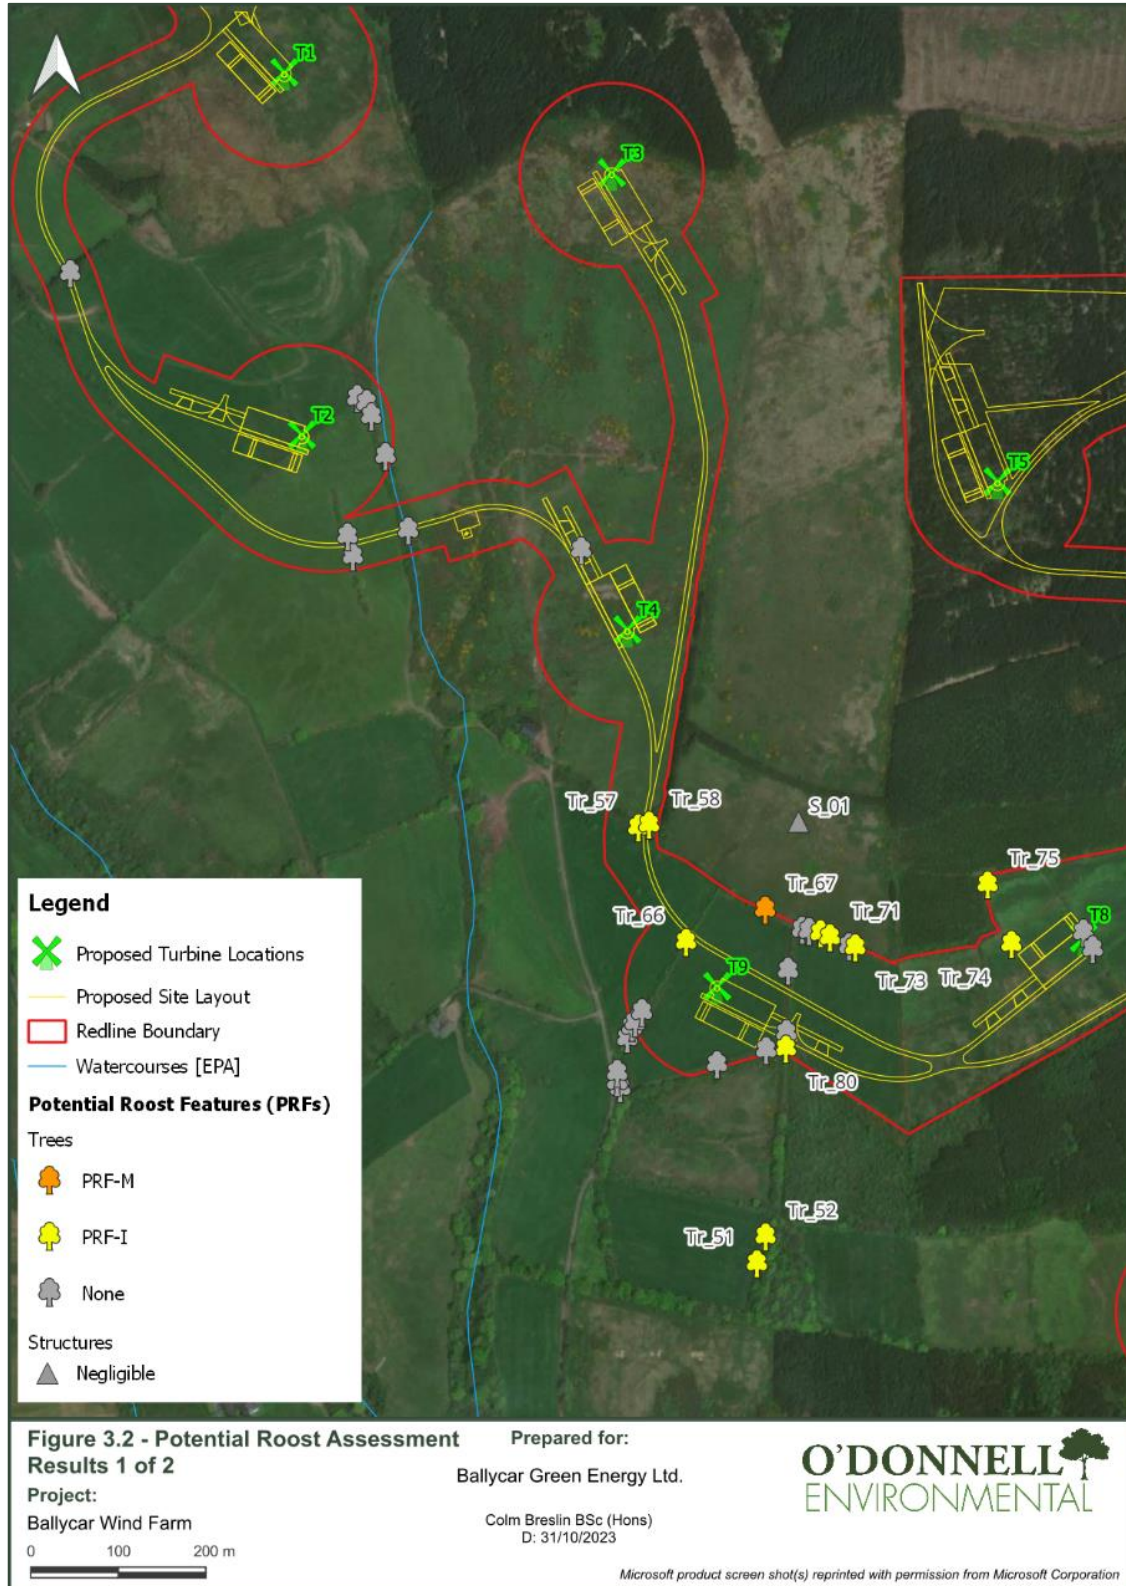 T1
T3
T2
T5
T4
Tr_57
Tr_58
S_01
Tr_75
Tr_67
Tr_66
Tr_71
T8
T9
Tr_73
Tr_74
Tr_80
Tr_52
Tr_51
Legend
Proposed Turbine Locations
Proposed Site Layout
Redline Boundary
Watercourses [EPA]
Potential Roost Features (PRFs)
Trees
PRF-M
PRF-I
None
Structures
Negligible
Figure 3.2 - Potential Roost Assessment
Results 1 of 2
Project:
Ballycar Wind Farm
0 100 200 m
Prepared for:
Ballycar Green Energy Ltd.
Colm Breslin BSc (Hons)
D: 31/10/2023
O'DONNELL
ENVIRONMENTAL
Microsoft product screen shot(s) reprinted with permission from Microsoft Corporation